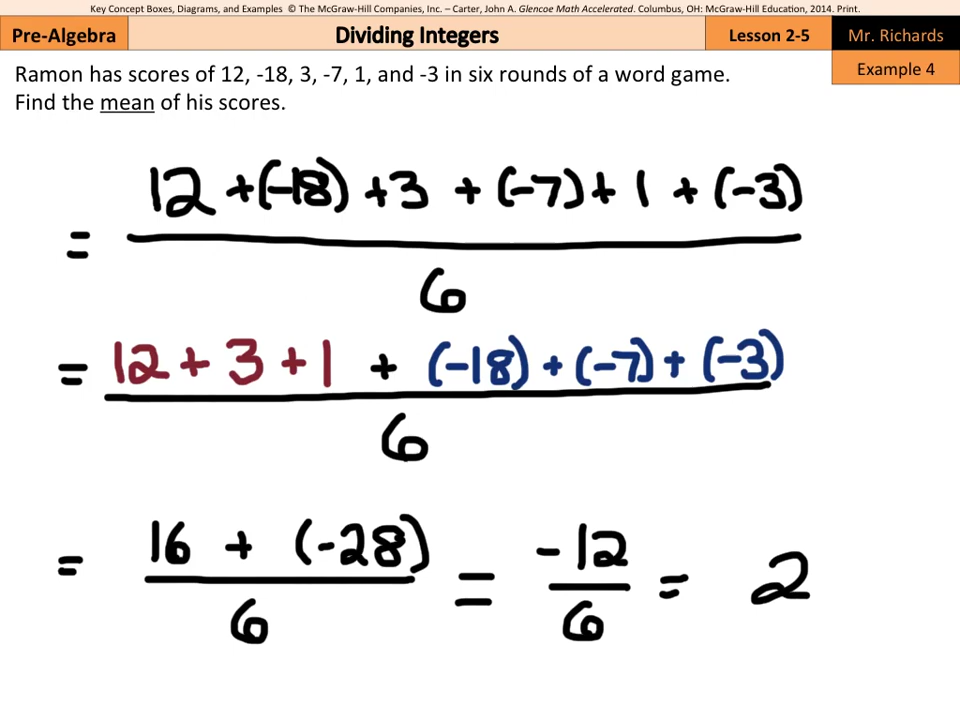 Key Concept Boxes, Diagrams, and Examples © The McGraw-Hill Companies, Inc. – Carter, John A. Glencoe Math Accelerated. Columbus, OH: McGraw-Hill Education, 2014. Print.
Pre-Algebra Dividing Integers Lesson 2-5 Mr. Richards
Example 4
Ramon has scores of 12, -18, 3, -7, 1, and -3 in six rounds of a word game.
Find the mean of his scores.
12 + (-18) + 3 + (-7) + 1 + (-3)
=
6
= 12 + 3 + 1 + (-18) + (-7) + (-3)
6
= 16 + (-28) = -12 = 2
6 6